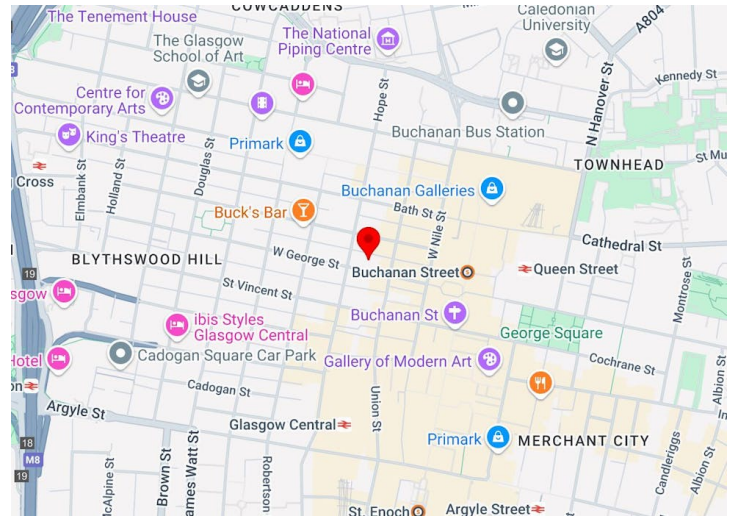 COWCADDENS
The Tenement House
Caledonian
University
A804
The Glasgow
School of Art
The National
Piping Centre
N Hanover St
Kennedy St
Centre for
Contemporary Arts
Hope St
King's Theatre
Primark
Buchanan Bus Station
Douglas St
TOWNHEAD
St Mu
Cross
Elmbank St
Holland St
Buchanan Galleries
Buck's Bar
Bath St
W Nile St
Cathedral St
W George St
BLYTHSWOOD HILL
Buchanan Street
Queen Street
19
St Vincent St
Montrose St
sgow
Buchanan St
ibis Styles
Glasgow Central
George Square
Hotel
Cadogan Square Car Park
Gallery of Modern Art
Cochrane St
on
Cadogan St
Union St
Albion St
In
Argyle St
Glasgow Central
Primark
MERCHANT CITY
18
M8
19
McAlpine St
Brown St
James Watt St
Robertson
Candleriggs
Albion St
St. Enoch
Argyle Street